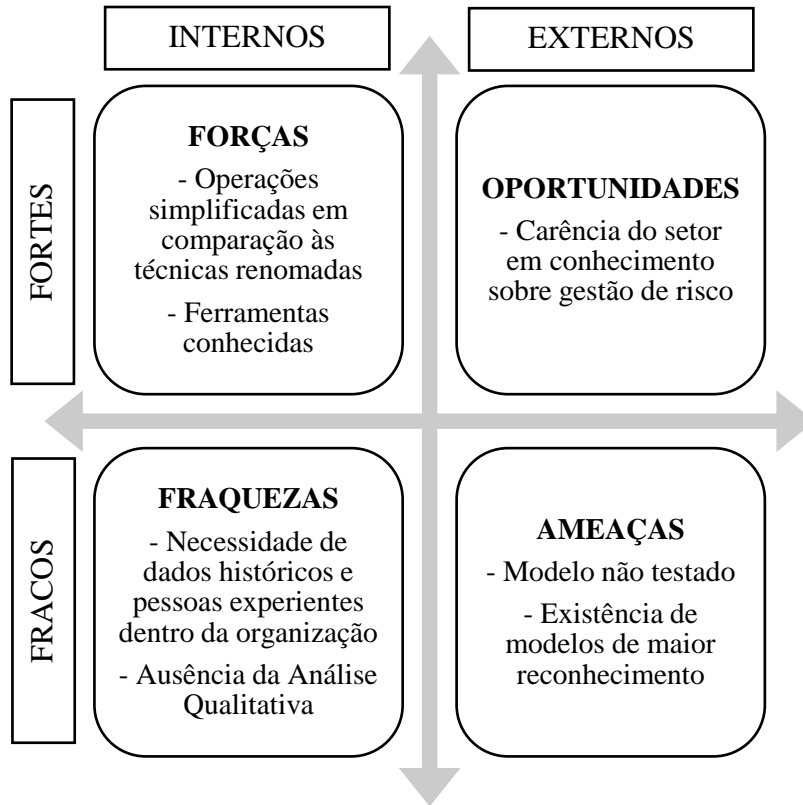 INTERNOS
EXTERNOS
FORTES
FORÇAS
- Operações
simplificadas em
comparação às
técnicas renomadas
- Ferramentas
conhecidas
OPORTUNIDADES
- Carência do setor
em conhecimento
sobre gestão de risco
FRACOS
FRAQUEZAS
- Necessidade de
dados históricos e
pessoas experientes
dentro da organização
- Ausência da Análise
Qualitativa
AMEAÇAS
- Modelo não testado
- Existência de
modelos de maior
reconhecimento